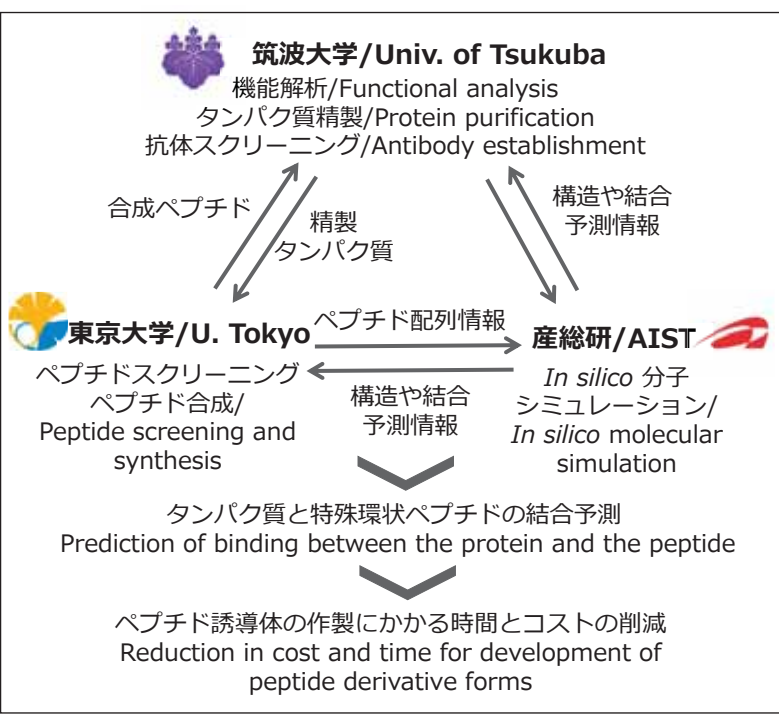 筑波大学/Univ. of Tsukuba
機能解析/Functional analysis
タンパク質精製/Protein purification
抗体スクリーニング/Antibody establishment
合成ペプチド
精製
タンパク質
構造や結合
予測情報
東京大学/U. Tokyo
ペプチドスクリーニング
ペプチド合成/
Peptide screening and
synthesis
ペプチド配列情報
構造や結合
予測情報
産総研/AIST
In silico 分子
シミュレーション/
In silico molecular
simulation
タンパク質と特殊環状ペプチドの結合予測
Prediction of binding between the protein and the peptide
ペプチド誘導体の作製にかかる時間とコストの削減
Reduction in cost and time for development of
peptide derivative forms